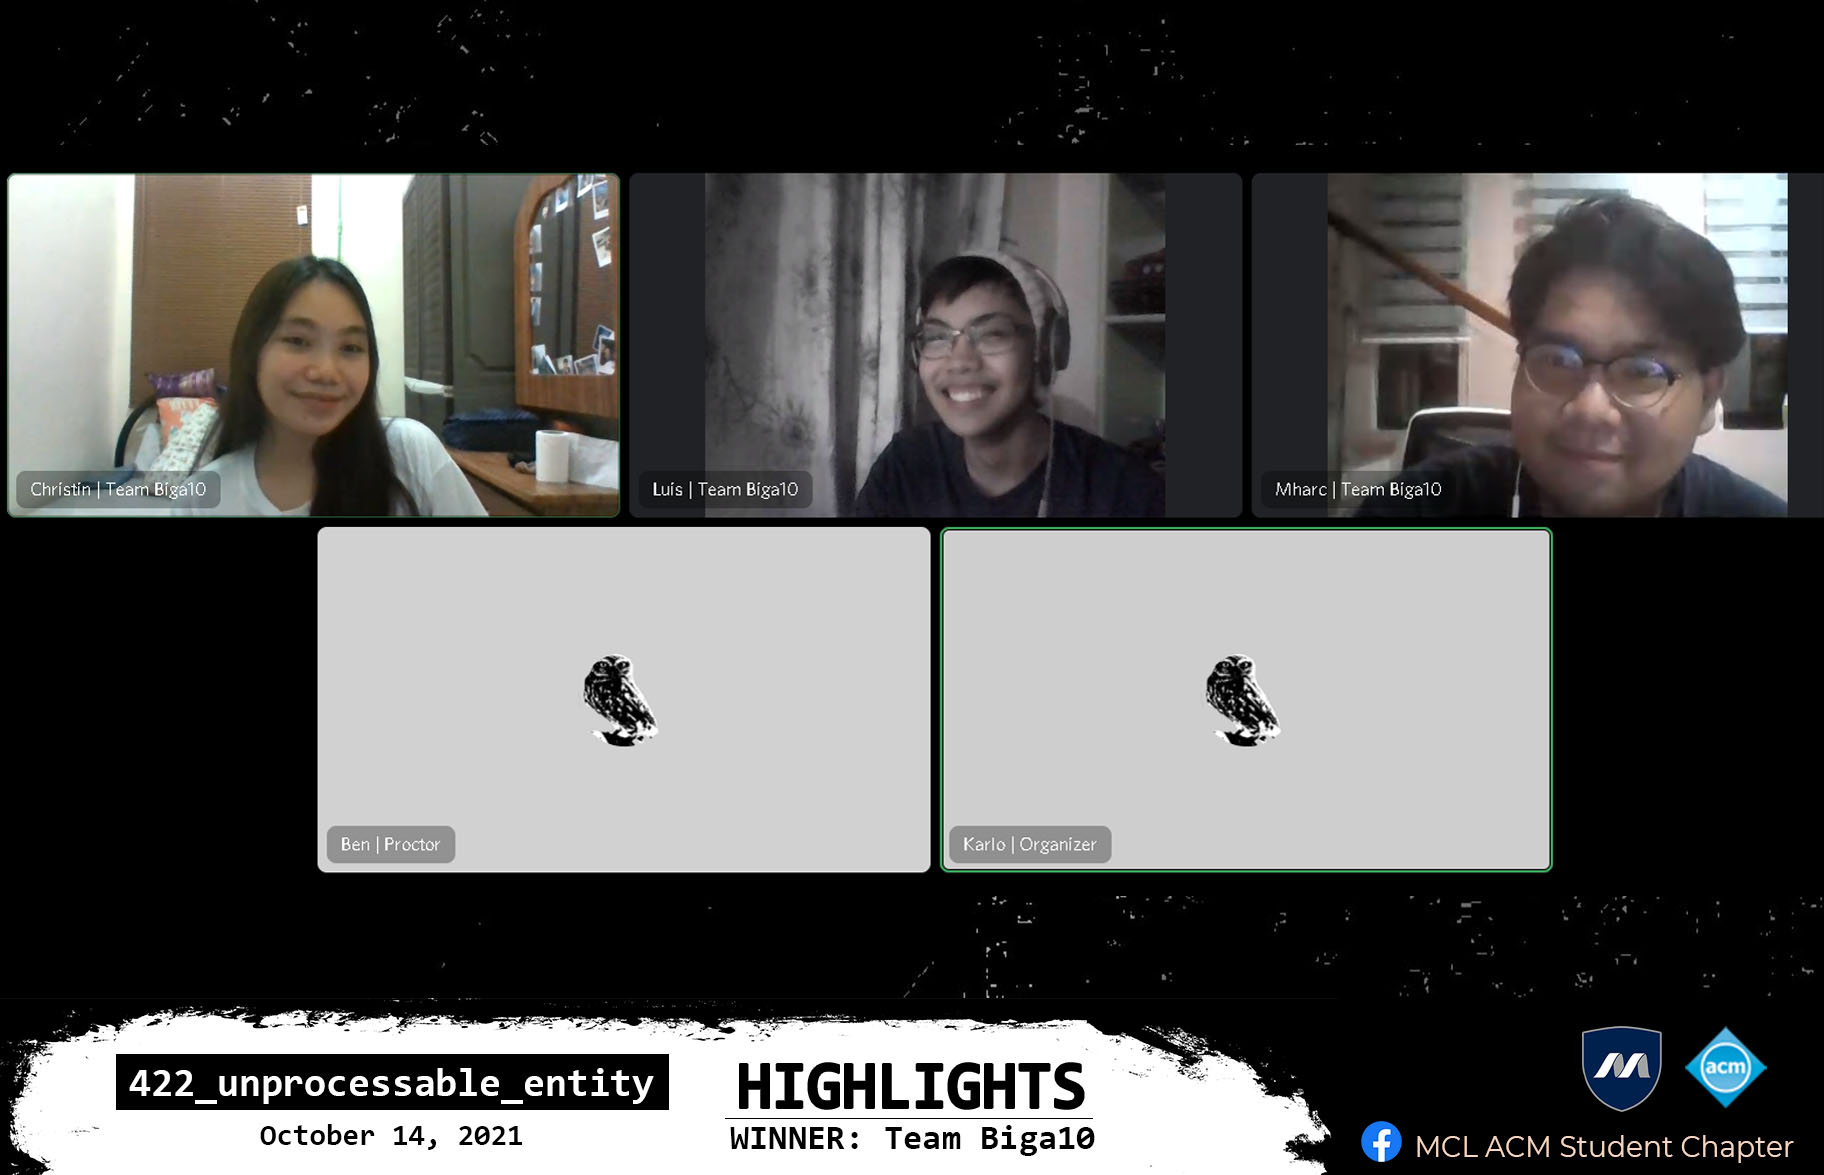 Christin | Team Biga10
Luis | Team Biga10
Mharc | Team Biga10
Ben | Proctor
Karlo | Organizer
422_unprocessable_entity
October 14, 2021
HIGHLIGHTS
WINNER: Team Biga10
acm
MCL ACM Student Chapter